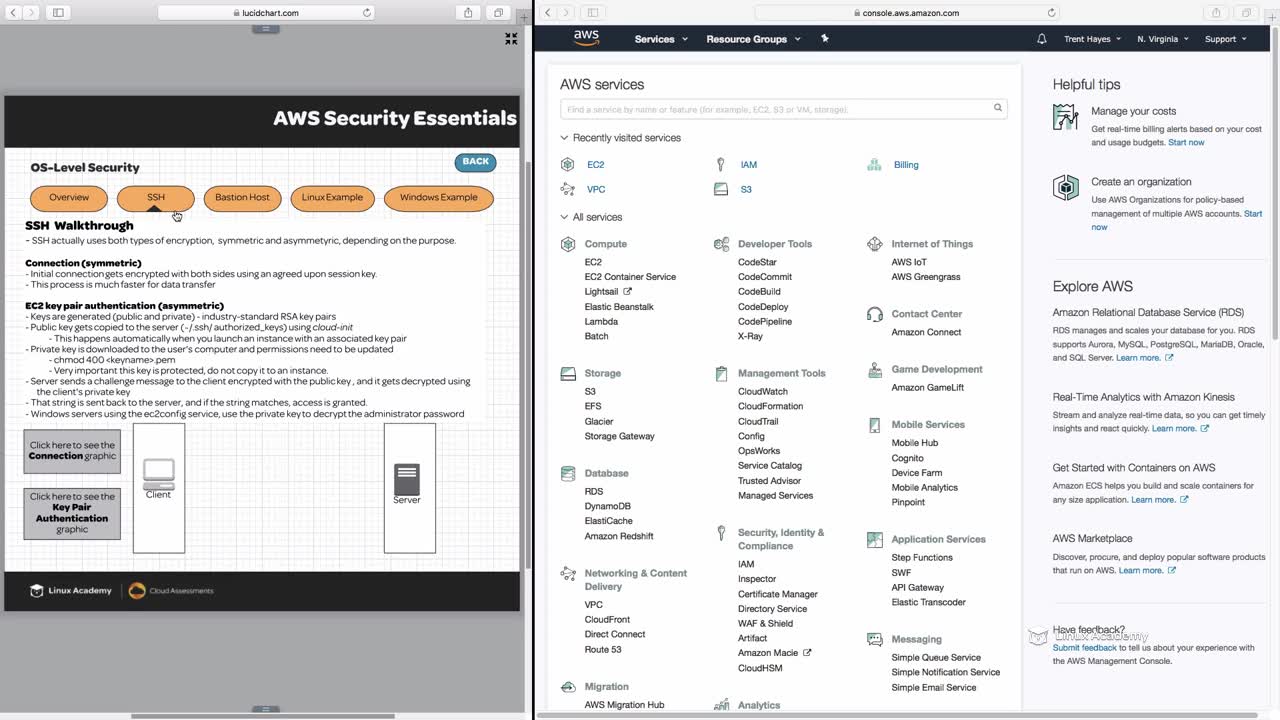 lucidchart.com
AWS Security Essentials
OS-Level Security
BACK
Overview
SSH
Bastion Host
Linux Example
Windows Example
SSH Walkthrough
- SSH actually uses both types of encryption, symmetric and asymmetyric, depending on the purpose.
Connection (symmetric)
- Initial connection gets encrypted with both sides using an agreed upon session key.
- This process is much faster for data transfer
EC2 key pair authentication (asymmetric)
- Keys are generated (public and private) - industry-standard RSA key pairs
- Public key gets copied to the server (~/.ssh/ authorized_keys) using cloud-init
- This happens automatically when you launch an instance with an associated key pair
- Private key is downloaded to the user's computer and permissions need to be updated
- chmod 400 <keyname>.pem
- Very important this key is protected, do not copy it to an instance.
- Server sends a challenge message to the client encrypted with the public key , and it gets decrypted using
the client's private key
- That string is sent back to the server, and if the string matches, access is granted.
- Windows servers using the ec2config service, use the private key to decrypt the administrator password
Click here to see the
Connection graphic
Click here to see the
Key Pair
Authentication
graphic
Client
Server
Linux Academy
Cloud Assessments
console.aws.amazon.com
aws
Services
Resource Groups
Trent Hayes
N. Virginia
Support
AWS services
Find a service by name or feature (for example, EC2, S3 or VM, storage).
Recently visited services
EC2
IAM
Billing
VPC
S3
All services
Compute
EC2
EC2 Container Service
Lightsail
Elastic Beanstalk
Lambda
Batch
Storage
S3
EFS
Glacier
Storage Gateway
Database
RDS
DynamoDB
ElastiCache
Amazon Redshift
Networking & Content
Delivery
VPC
CloudFront
Direct Connect
Route 53
Migration
AWS Migration Hub
Developer Tools
CodeStar
CodeCommit
CodeBuild
CodeDeploy
CodePipeline
X-Ray
Management Tools
CloudWatch
CloudFormation
CloudTrail
Config
OpsWorks
Service Catalog
Trusted Advisor
Managed Services
Security, Identity &
Compliance
IAM
Inspector
Certificate Manager
Directory Service
WAF & Shield
Artifact
Amazon Macie
CloudHSM
Analytics
Internet of Things
AWS IoT
AWS Greengrass
Contact Center
Amazon Connect
Game Development
Amazon GameLift
Mobile Services
Mobile Hub
Cognito
Device Farm
Mobile Analytics
Pinpoint
Application Services
Step Functions
SWF
API Gateway
Elastic Transcoder
Messaging
Simple Queue Service
Simple Notification Service
Simple Email Service
Helpful tips
Manage your costs
Get real-time billing alerts based on your cost
and usage budgets. Start now
Create an organization
Use AWS Organizations for policy-based
management of multiple AWS accounts. Start
now
Explore AWS
Amazon Relational Database Service (RDS)
RDS manages and scales your database for you. RDS
supports Aurora, MySQL, PostgreSQL, MariaDB, Oracle,
and SQL Server. Learn more.
Real-Time Analytics with Amazon Kinesis
Stream and analyze real-time data, so you can get timely
insights and react quickly. Learn more.
Get Started with Containers on AWS
Amazon ECS helps you build and scale containers for
any size application. Learn more.
AWS Marketplace
Discover, procure, and deploy popular software products
that run on AWS. Learn more.
Have feedback?
Linux Academy
Submit feedback to tell us about your experience with
the AWS Management Console.